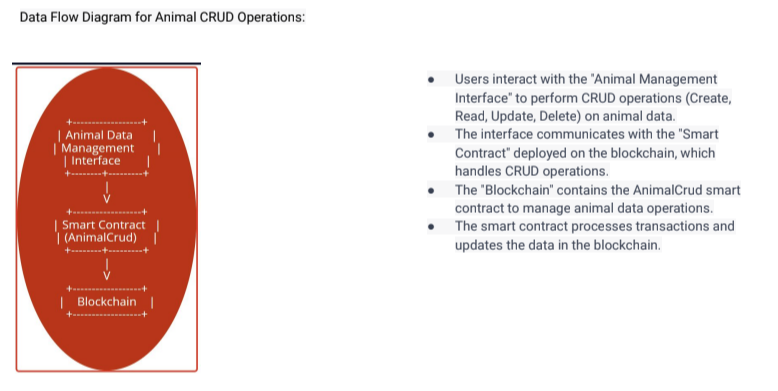 Data Flow Diagram for Animal CRUD Operations:
+-------------------+
| Animal Data |
| Management |
| Interface |
+--------+---------+
|
V
+-------------------+
| Smart Contract |
| (AnimalCrud) |
+--------+---------+
|
V
+-------------------+
| Blockchain |
+-------------------+
● Users interact with the "Animal Management
Interface" to perform CRUD operations (Create,
Read, Update, Delete) on animal data.
● The interface communicates with the "Smart
Contract" deployed on the blockchain, which
handles CRUD operations.
● The "Blockchain" contains the AnimalCrud smart
contract to manage animal data operations.
● The smart contract processes transactions and
updates the data in the blockchain.